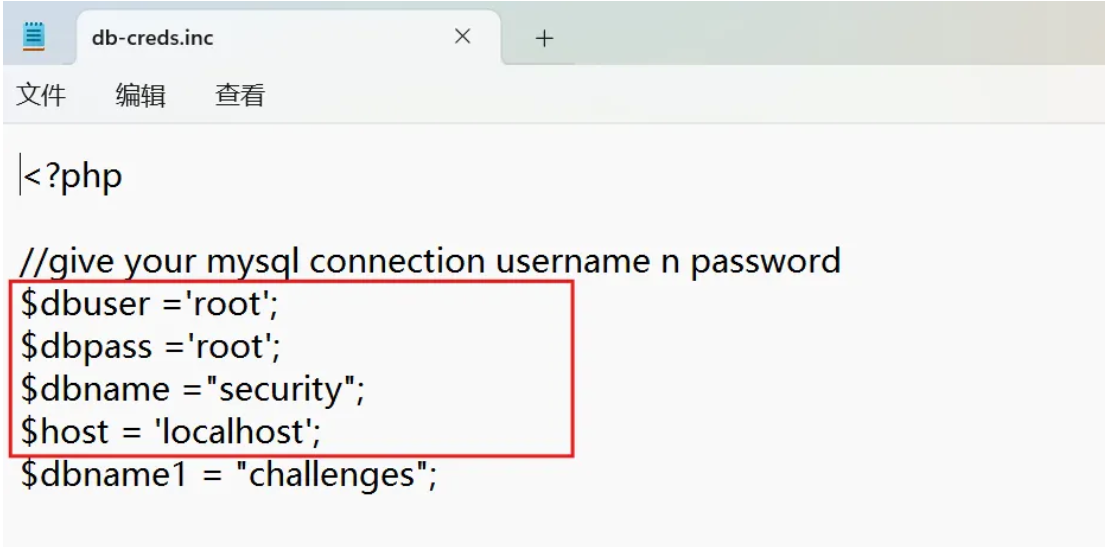 db-creds.inc
文件 编辑 查看
<?php
//give your mysql connection username n password
$dbuser ='root';
$dbpass ='root';
$dbname ="security";
$host = 'localhost';
$dbname1 = "challenges";